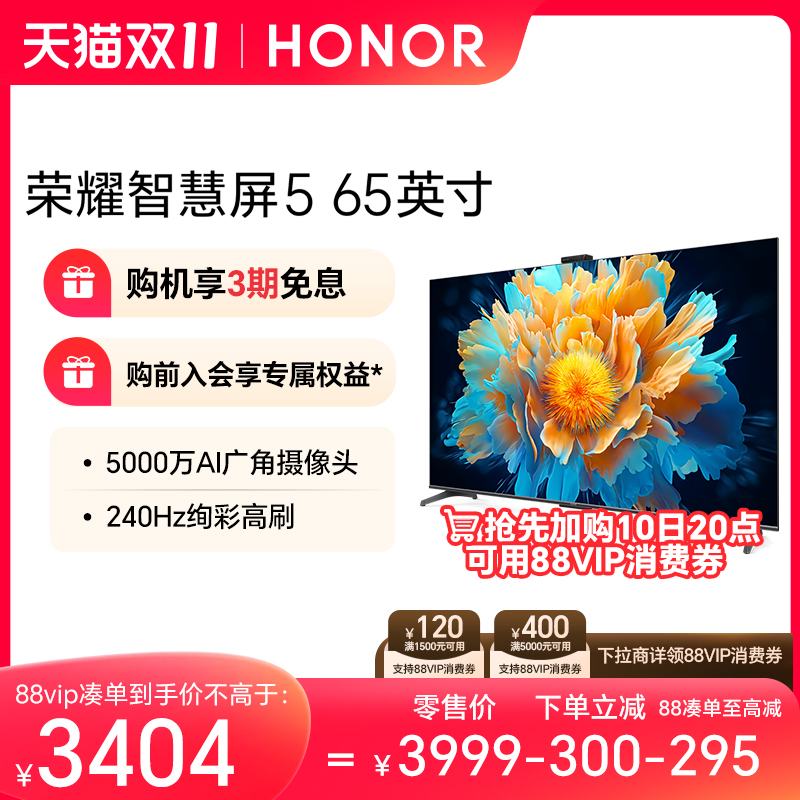 天猫双11 | HONOR
荣耀智慧屏5 65英寸
购机享3期免息
购前入会享专属权益*
• 5000万AI广角摄像头
• 240Hz绚彩高刷
抢先加购10日20点
可用88VIP消费券
¥120
满1500元可用
支持88VIP消费券
¥400
满5000元可用
支持88VIP消费券
下拉商详领88VIP消费券
88vip凑单到手价不高于:
零售价 下单立减 88凑单至高减
¥3404 = ¥3999-300-295